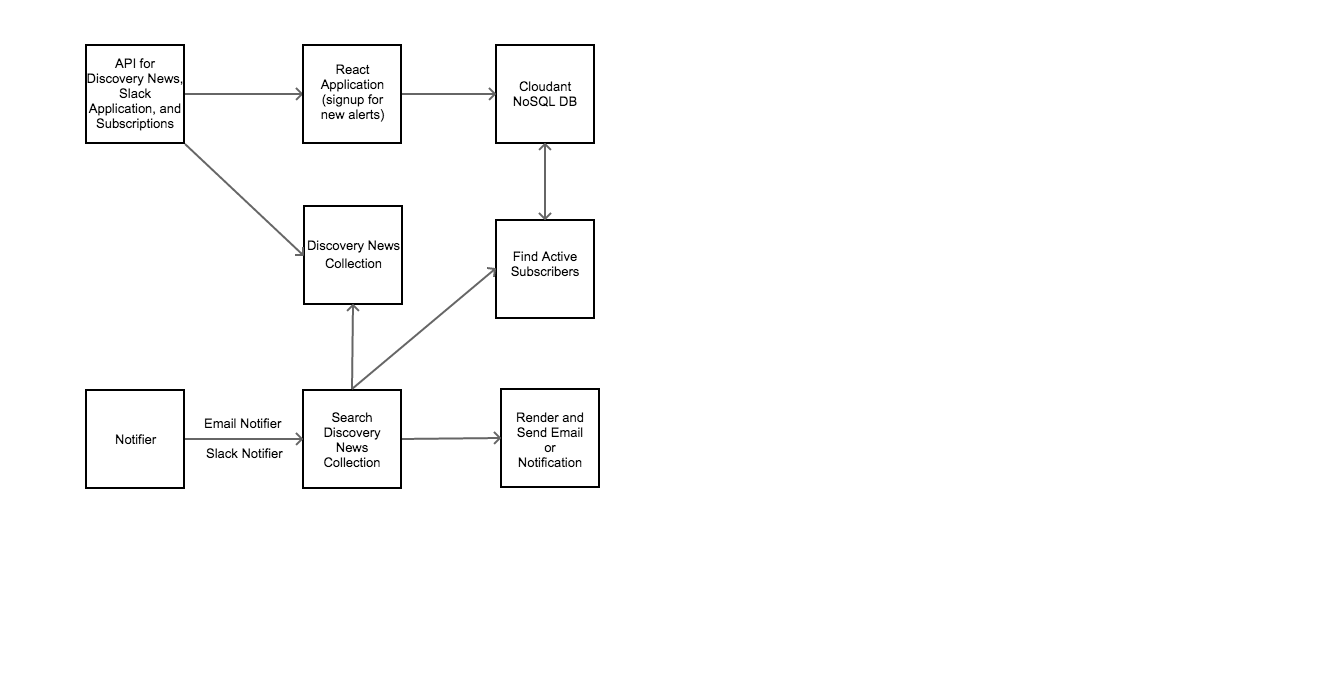 API for
Discovery News,
Slack
Application, and
Subscriptions
React
Application
(signup for
new alerts)
Cloudant
NoSQL DB
Discovery News
Collection
Find Active
Subscribers
Notifier
Email Notifier
Slack Notifier
Search
Discovery
News
Collection
Render and
Send Email
or
Notification